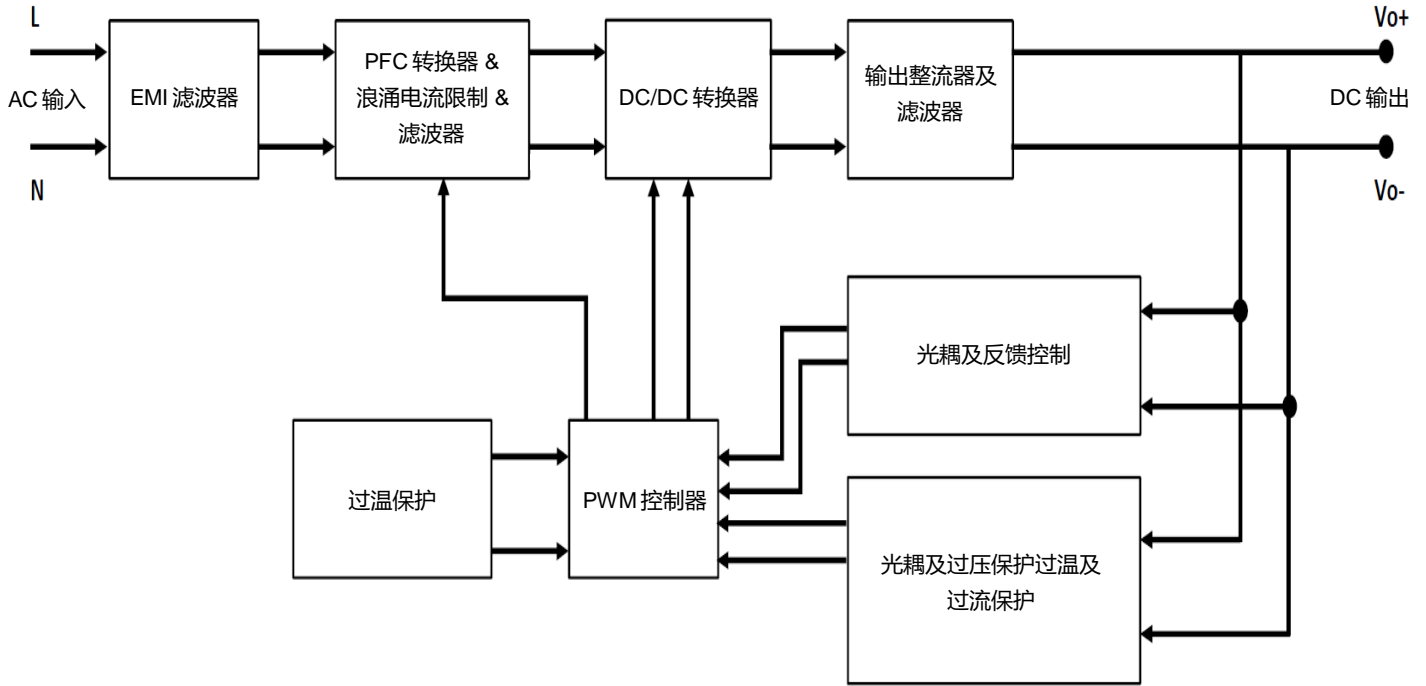 L
Vo+
AC 输入
EMI 滤波器
PFC 转换器 &
浪涌电流限制 &
滤波器
DC/DC 转换器
输出整流器及
滤波器
DC 输出
N
Vo-
光耦及反馈控制
过温保护
PWM 控制器
光耦及过压保护过温及
过流保护